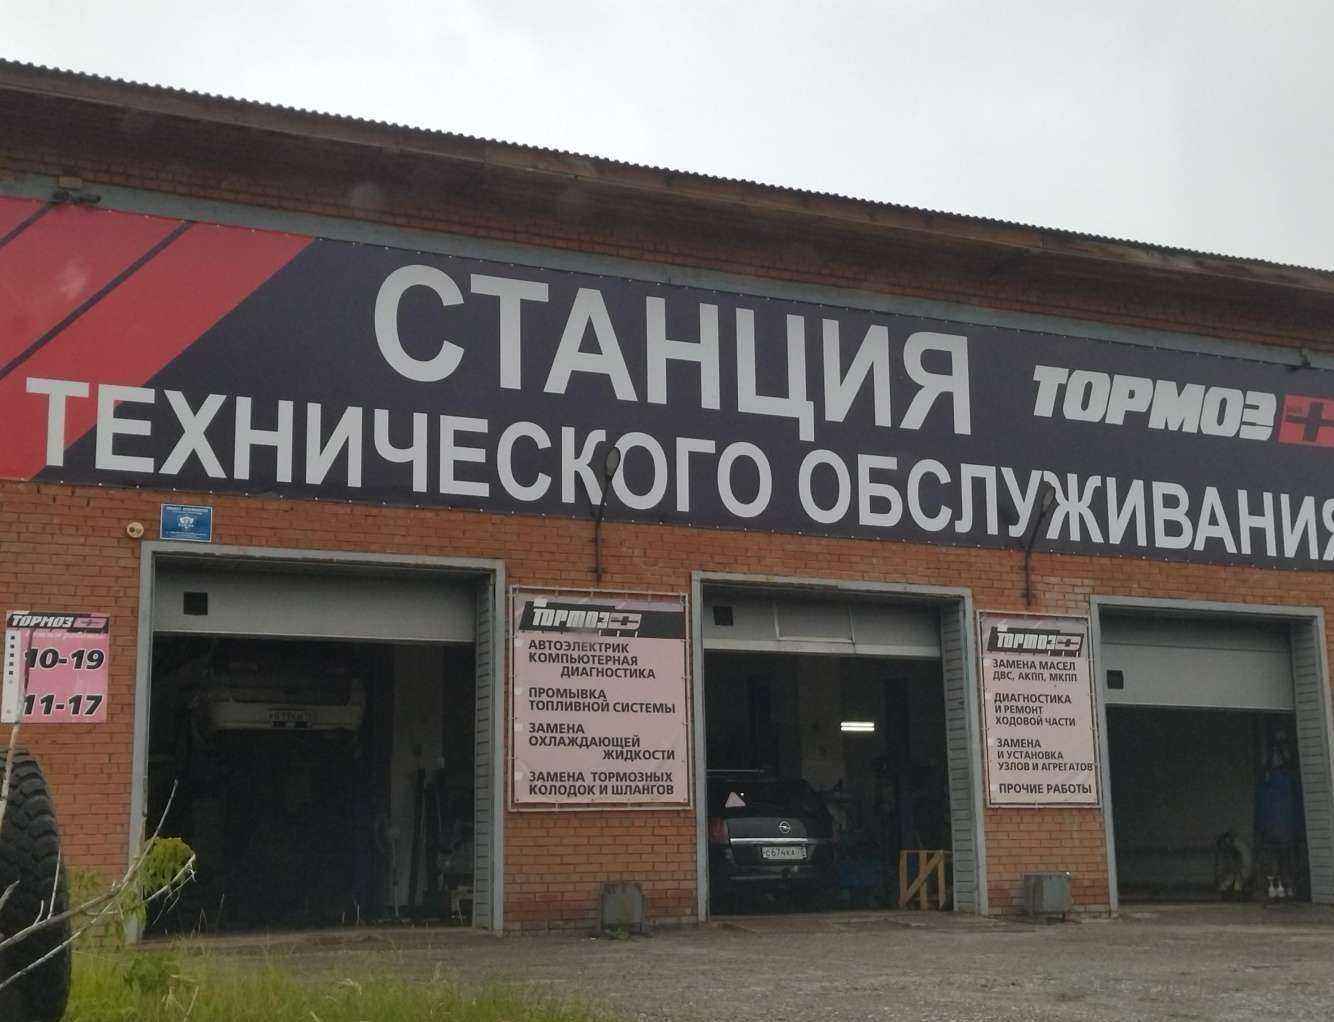 СТАНЦИЯ
ТЕХНИЧЕСКОГО ОБСЛУЖИВАНИЯ
ТОРМОЗ+
ТОРМОЗ+
10-19
11-17
ТОРМОЗ+
АВТОЭЛЕКТРИК
КОМПЬЮТЕРНАЯ
ДИАГНОСТИКА
ПРОМЫВКА
ТОПЛИВНОЙ СИСТЕМЫ
ЗАМЕНА
ОХЛАЖДАЮЩЕЙ
ЖИДКОСТИ
ЗАМЕНА ТОРМОЗНЫХ
КОЛОДОК И ШЛАНГОВ
ТОРМОЗ+
ЗАМЕНА МАСЕЛ
ДВС, АКПП, МКПП
ДИАГНОСТИКА
И РЕМОНТ
ХОДОВОЙ ЧАСТИ
ЗАМЕНА
И УСТАНОВКА
УЗЛОВ И АГРЕГАТОВ
ПРОЧИЕ РАБОТЫ
С674КА